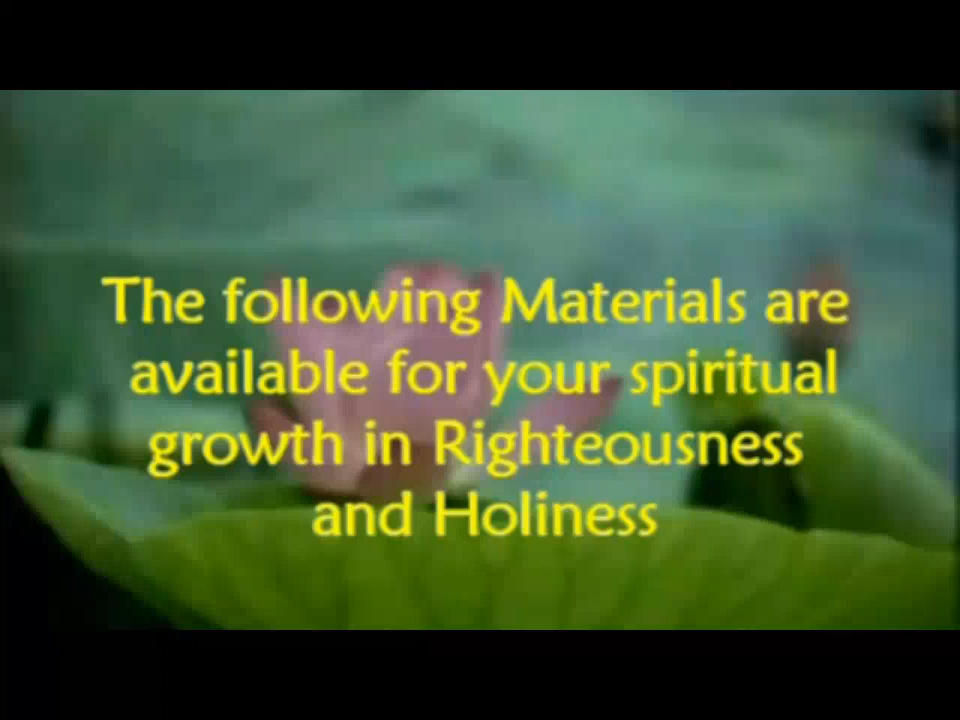 The following Materials are
available for your spiritual
growth in Righteousness
and Holiness